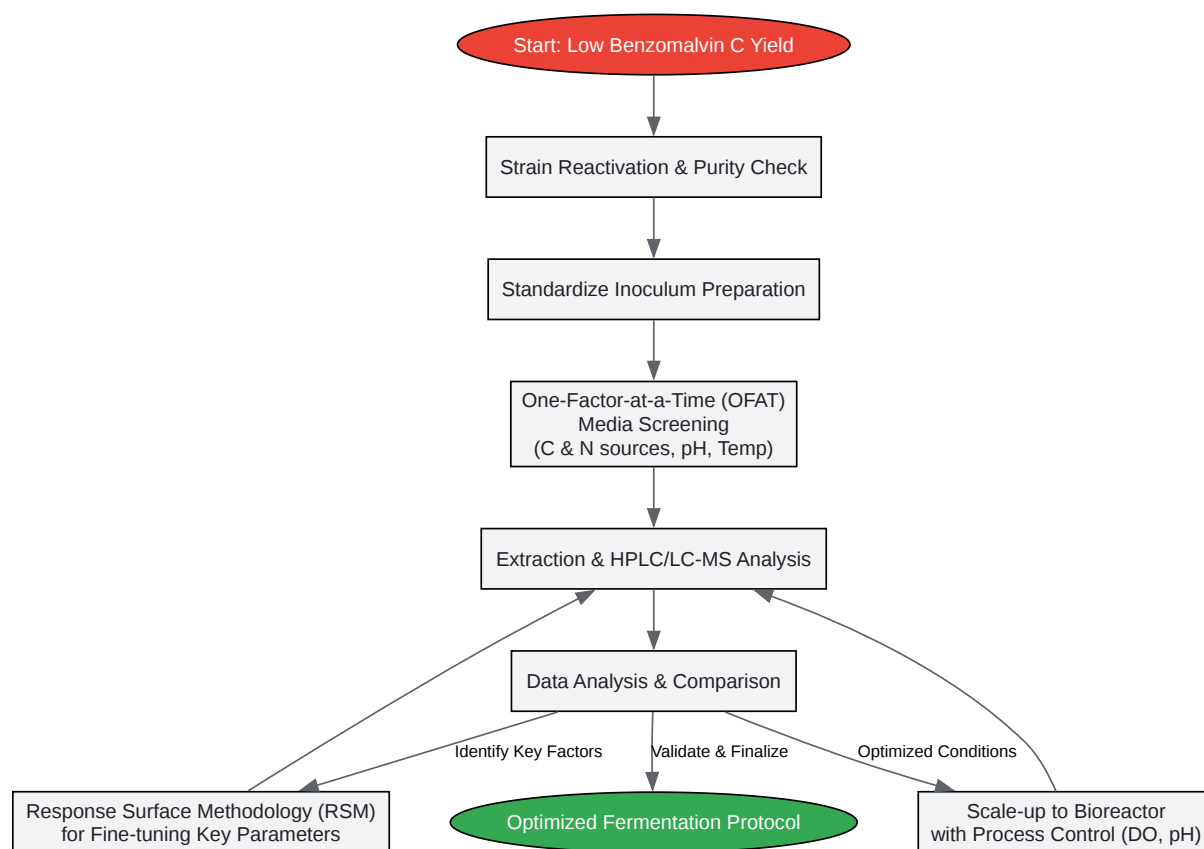 Start: Low Benzomalvin C Yield
Strain Reactivation & Purity Check
Standardize Inoculum Preparation
One-Factor-at-a-Time (OFAT)
Media Screening
(C & N sources, pH, Temp)
Extraction & HPLC/LC-MS Analysis
Data Analysis & Comparison
Identify Key Factors
Validate & Finalize
Optimized Conditions
Response Surface Methodology (RSM)
for Fine-tuning Key Parameters
Optimized Fermentation Protocol
Scale-up to Bioreactor
with Process Control (DO, pH)